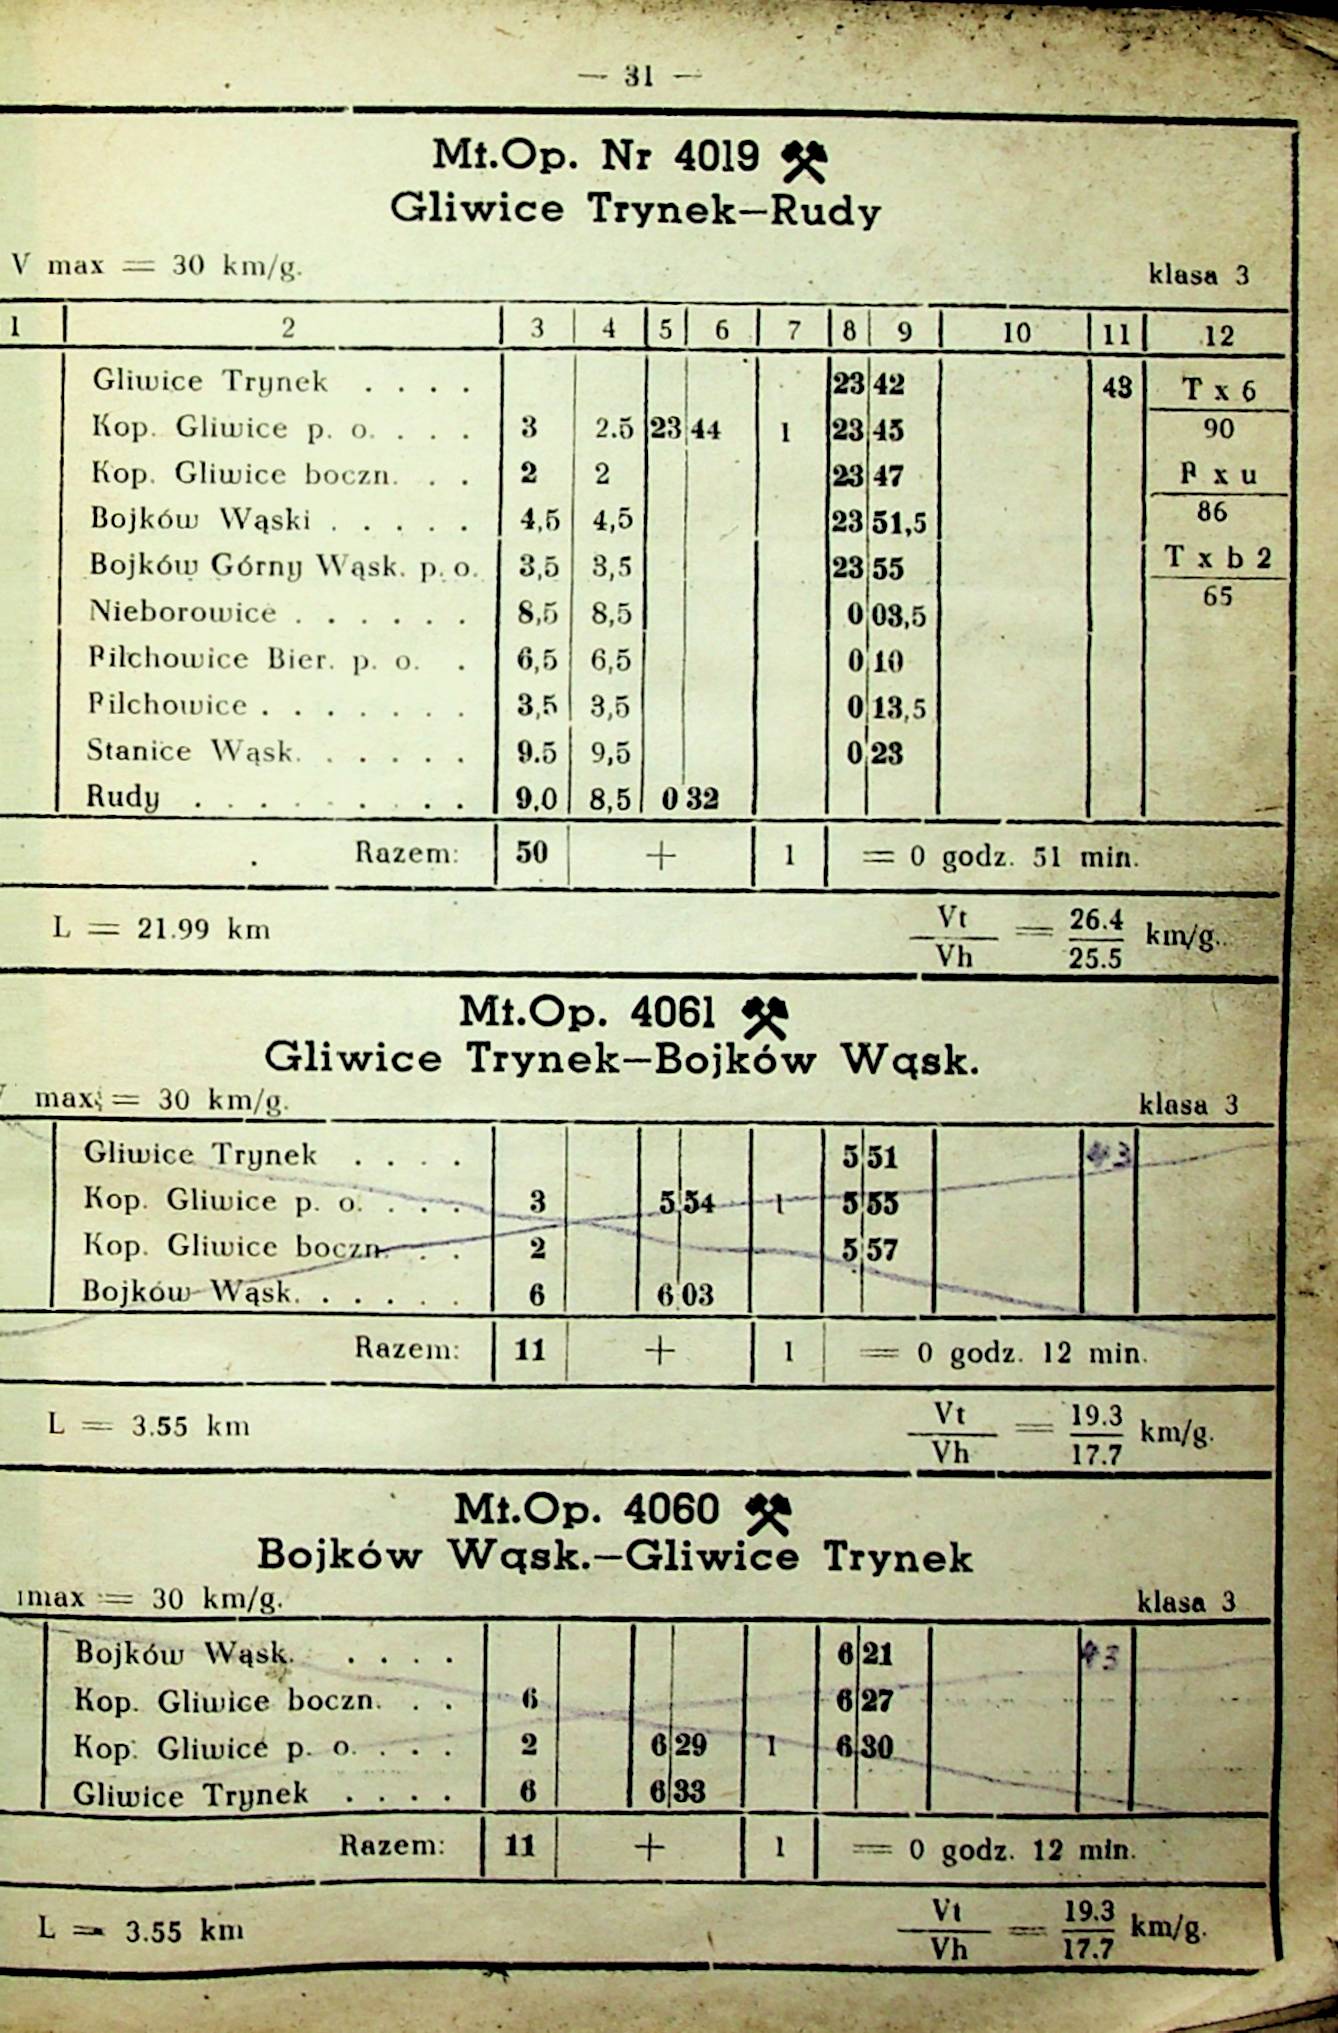 — 31 —
Mt.Op. Nr 4019 ⚒
Gliwice Trynek—Rudy
V max = 30 km/g. klasa 3
1 2 3 4 5 6 7 8 9 10 11 12
Gliwice Trynek . . . . 23 42 43 T x 6
Kop. Gliwice p. o. . . . 3 2.5 23 44 1 23 45 90
Kop. Gliwice boczn. . . 2 2 23 47 P x u
Bojków Wąski . . . . . 4,5 4,5 23 51,5 86
Bojków Górny Wąsk. p. o. 3,5 3,5 23 55 T x b 2
Nieborowice . . . . . . 8,5 8,5 0 03,5 65
Pilchowice Bier. p. o. . 6,5 6,5 0 10
Pilchowice . . . . . . . 3,5 3,5 0 13,5
Stanice Wąsk. . . . . . 9.5 9,5 0 23
Rudy . . . . . . . . . 9.0 8,5 0 32
Razem: 50 + 1 = 0 godz. 51 min.
L = 21.99 km Vt/Vh = 26.4/25.5 km/g.
Mt.Op. 4061 ⚒
Gliwice Trynek—Bojków Wąsk.
max = 30 km/g. klasa 3
Gliwice Trynek . . . . 5 51 43
Kop. Gliwice p. o. . . . 3 5 54 1 5 55
Kop. Gliwice boczn. . . 2 5 57
Bojków Wąsk. . . . . . 6 6 03
Razem: 11 + 1 = 0 godz. 12 min.
L = 3.55 km Vt/Vh = 19.3/17.7 km/g.
Mt.Op. 4060 ⚒
Bojków Wąsk.—Gliwice Trynek
max = 30 km/g. klasa 3
Bojków Wąsk. . . . . 6 21 43
Kop. Gliwice boczn. . . 6 6 27
Kop. Gliwice p. o. . . . 2 6 29 1 6 30
Gliwice Trynek . . . . 6 6 33
Razem: 11 + 1 = 0 godz. 12 min.
L = 3.55 km Vt/Vh = 19.3/17.7 km/g.